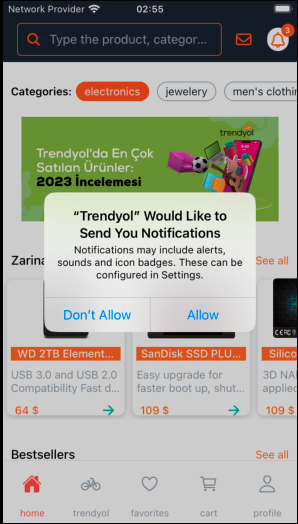 Network Provider 02:55
Type the product, categor...
3
Categories: electronics jewelery men's clothin
trendyol
Trendyol'da En Çok
Satılan Ürünler:
2023 İncelemesi
“Trendyol” Would Like to
Send You Notifications
Notifications may include alerts,
sounds and icon badges. These can be
configured in Settings.
Don’t Allow Allow
Zarina See all
WD 2TB Element...
USB 3.0 and USB 2.0
Compatibility Fast d...
64 $
SanDisk SSD PLU...
Easy upgrade for
faster boot up, shut...
109 $
Silico
3D NA
applie
109 $
Bestsellers See all
home trendyol favorites cart profile